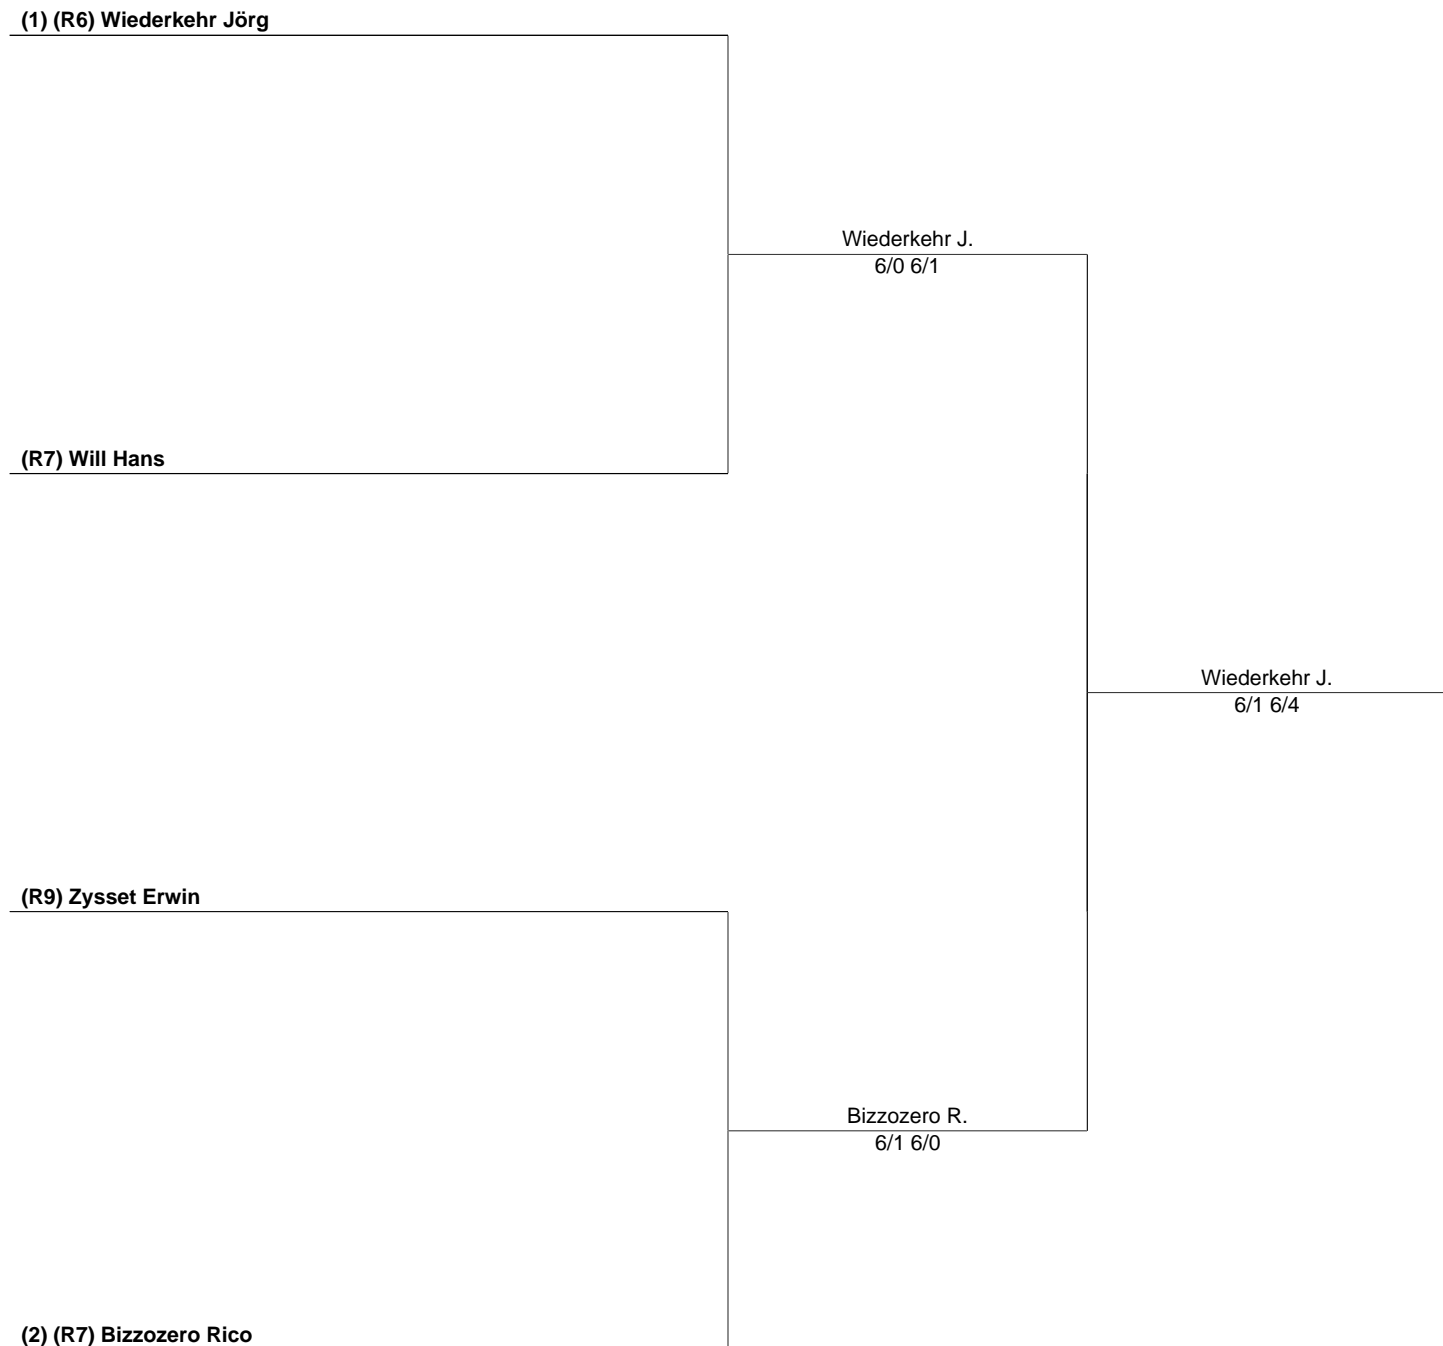 (1) (R6) Wiederkehr Jörg
Wiederkehr J.
6/0 6/1
(R7) Will Hans
Wiederkehr J.
6/1 6/4
(R9) Zysset Erwin
Bizzozero R.
6/1 6/0
(2) (R7) Bizzozero Rico